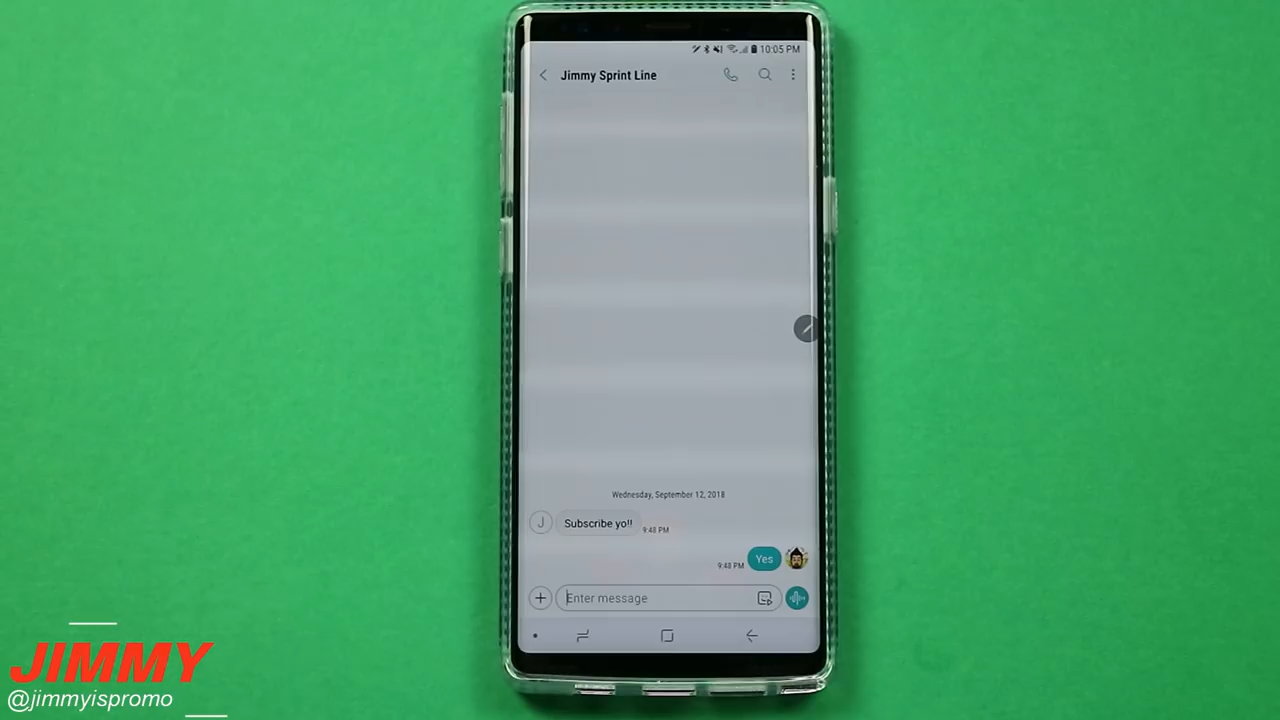 10:05 PM
Jimmy Sprint Line
Wednesday, September 12, 2018
J
Subscribe yo!!
9:48 PM
9:48 PM
Yes
Enter message
JIMMY
@jimmyispromo